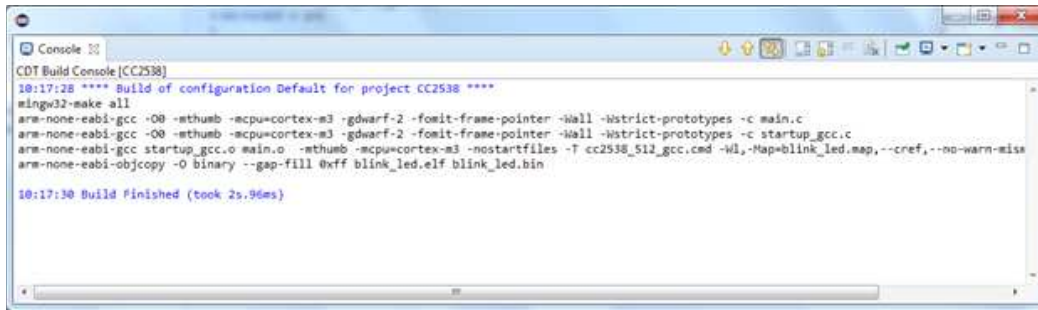 Console
CDT Build Console [CC2538]
10:17:28 **** Build of configuration Default for project CC2538 ****
mingw32-make all
arm-none-eabi-gcc -O0 -mthumb -mcpu=cortex-m3 -gdwarf-2 -fomit-frame-pointer -Wall -Wstrict-prototypes -c main.c
arm-none-eabi-gcc -O0 -mthumb -mcpu=cortex-m3 -gdwarf-2 -fomit-frame-pointer -Wall -Wstrict-prototypes -c startup_gcc.c
arm-none-eabi-gcc startup_gcc.o main.o  -mthumb -mcpu=cortex-m3 -nostartfiles -T cc2538_512_gcc.cmd -Wl,-Map=blink_led.map,--cref,--no-warn-mism
arm-none-eabi-objcopy -O binary --gap-fill 0xff blink_led.elf blink_led.bin
10:17:30 Build Finished (took 2s.96ms)